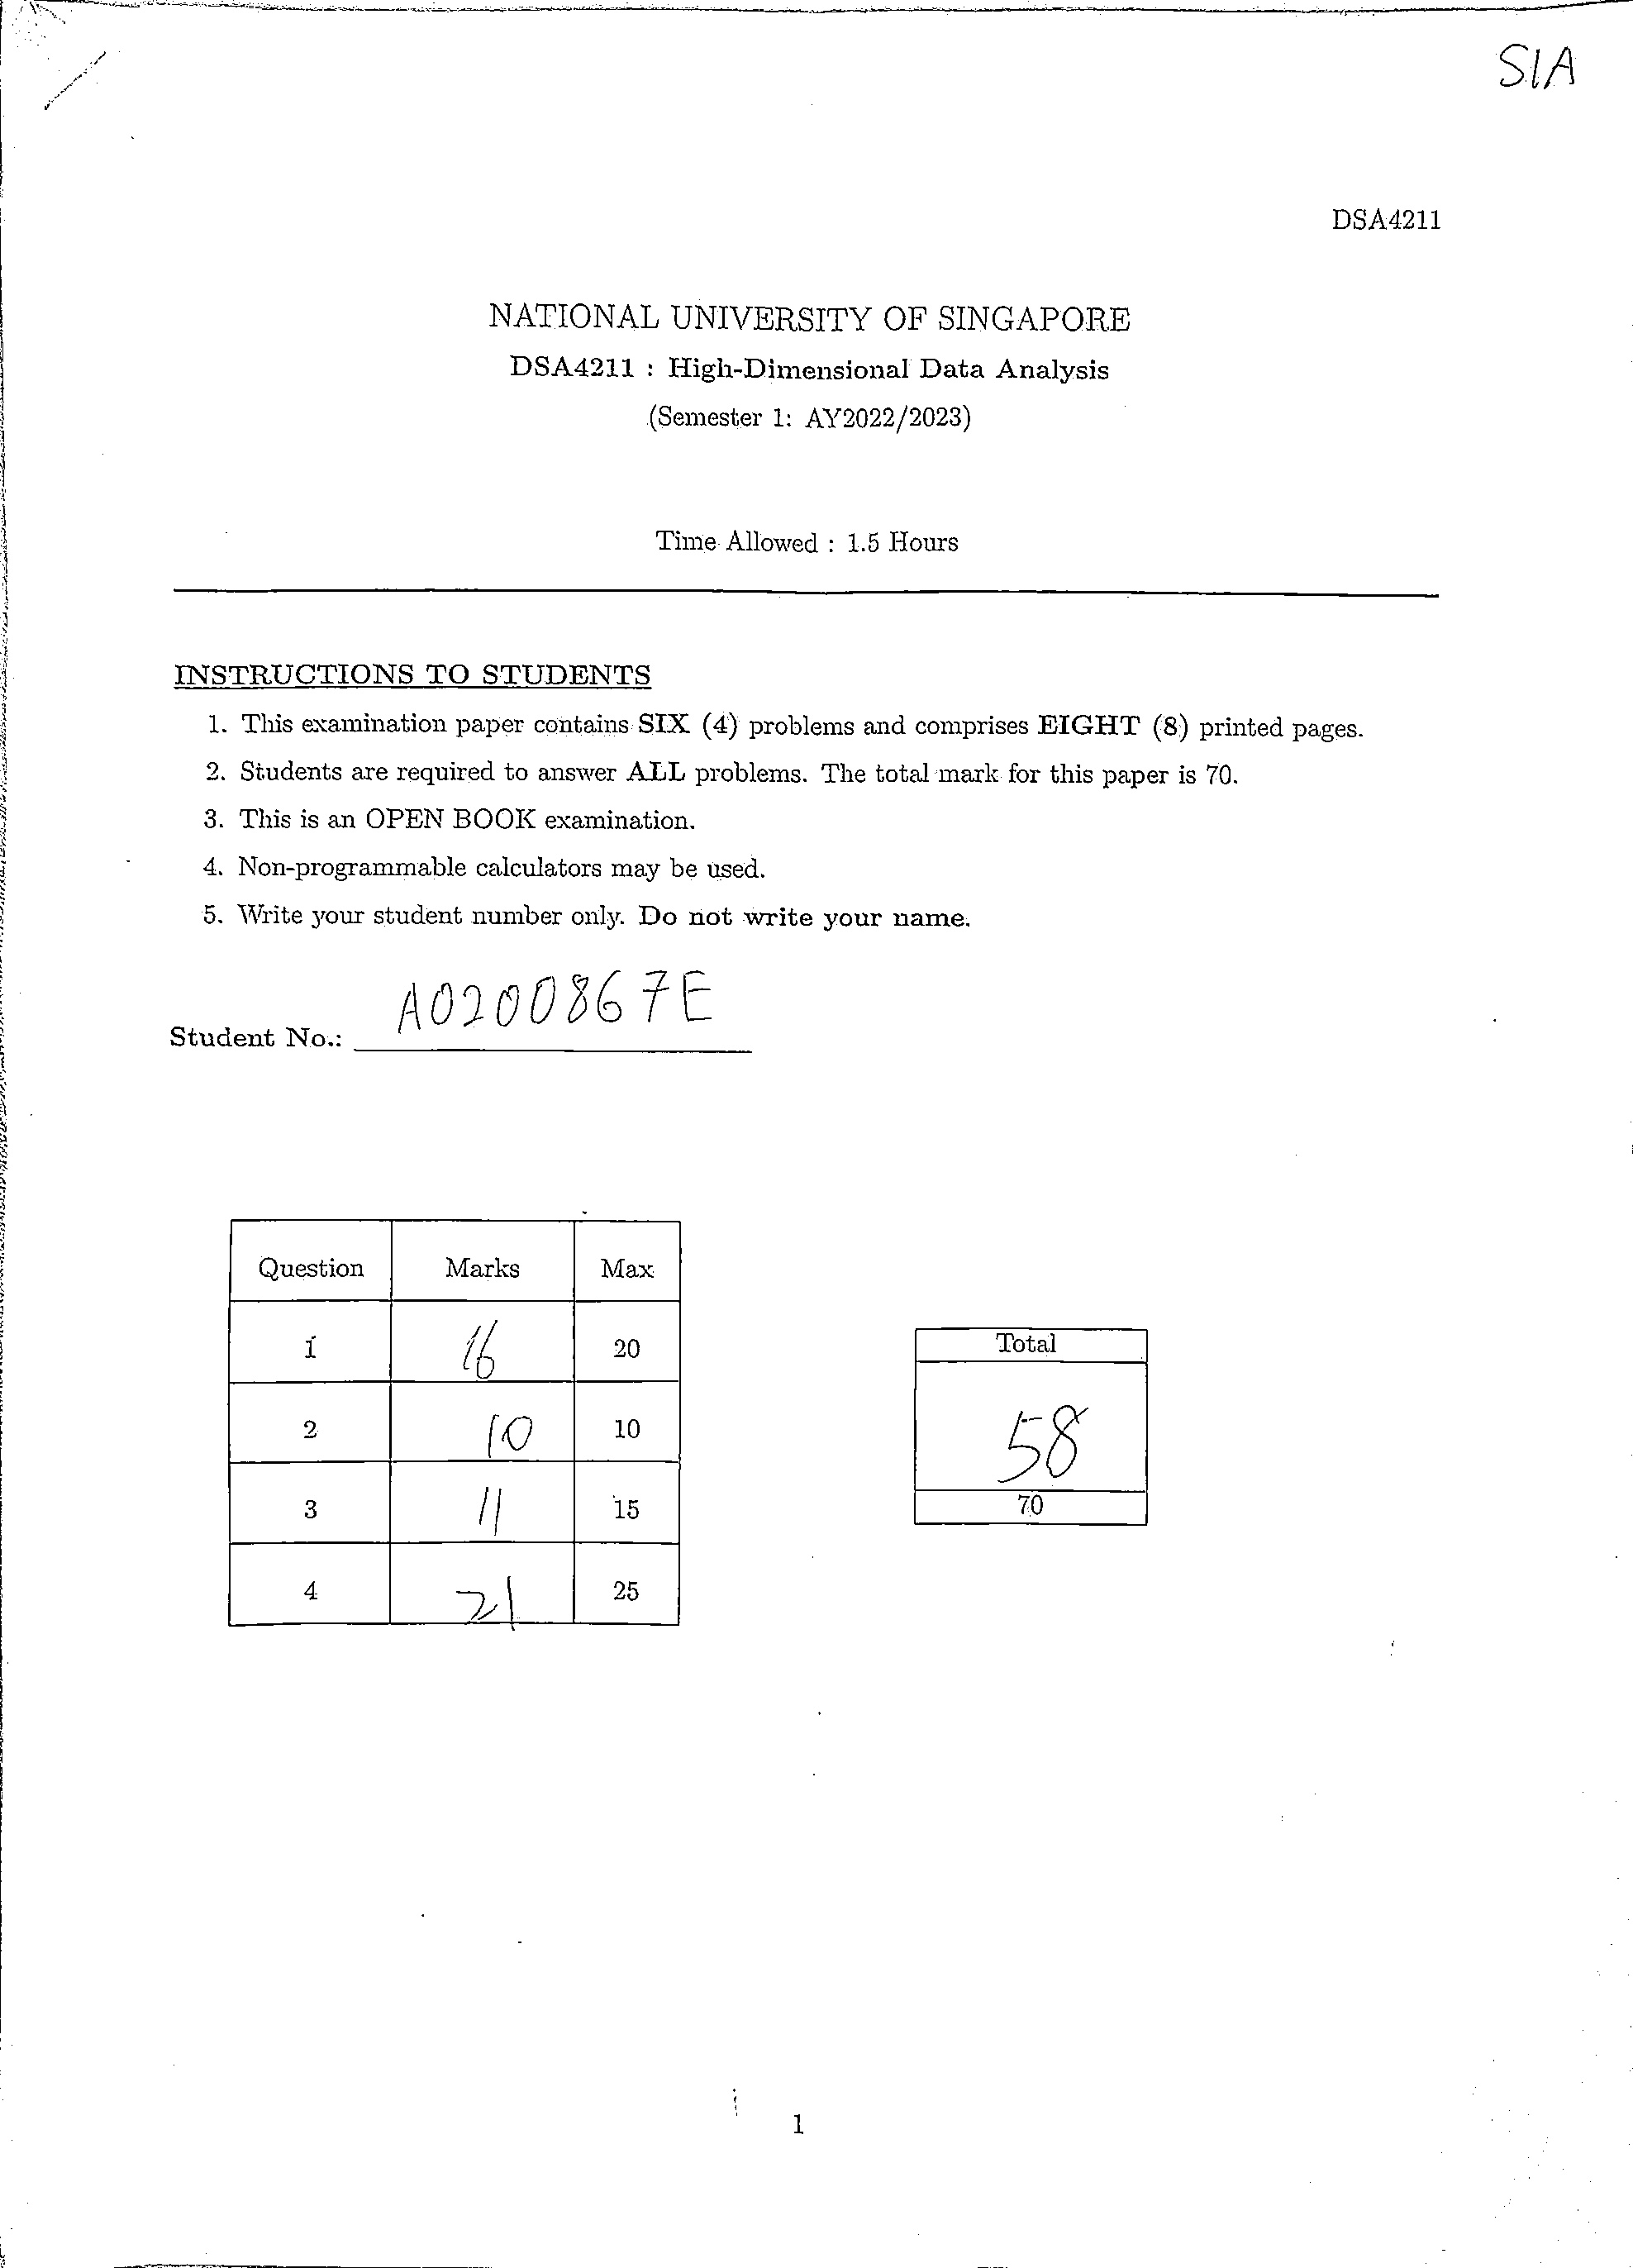 S1A
DSA4211
NATIONAL UNIVERSITY OF SINGAPORE
DSA4211 : High-Dimensional Data Analysis
(Semester 1: AY2022/2023)
Time Allowed : 1.5 Hours
INSTRUCTIONS TO STUDENTS
1. This examination paper contains SIX (4) problems and comprises EIGHT (8) printed pages.
2. Students are required to answer ALL problems. The total mark for this paper is 70.
3. This is an OPEN BOOK examination.
4. Non-programmable calculators may be used.
5. Write your student number only. Do not write your name.
Student No.: A0200867E
Question Marks Max
1 16 20
2 10 10
3 11 15
4 21 25
Total
58
70
1